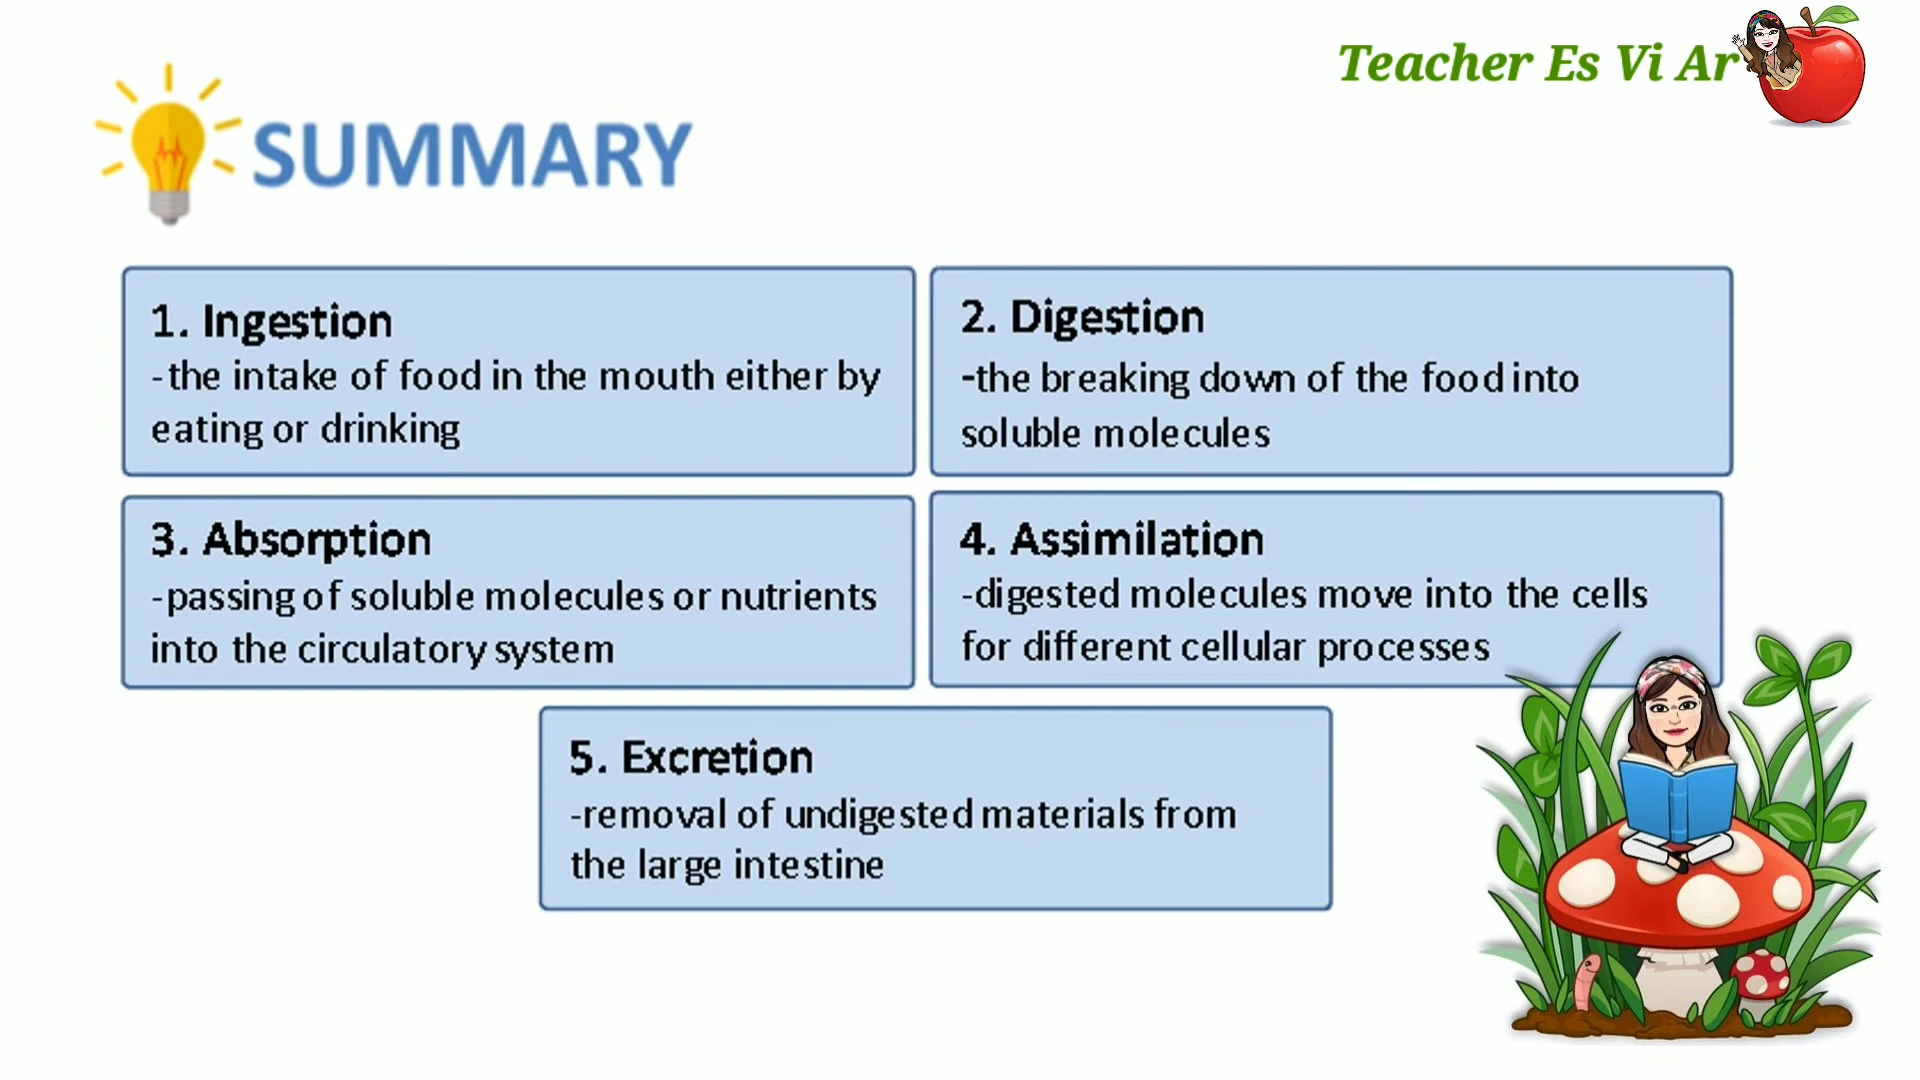 Teacher Es Vi Ar
SUMMARY
1. Ingestion
-the intake of food in the mouth either by
eating or drinking
2. Digestion
-the breaking down of the food into
soluble molecules
3. Absorption
-passing of soluble molecules or nutrients
into the circulatory system
4. Assimilation
-digested molecules move into the cells
for different cellular processes
5. Excretion
-removal of undigested materials from
the large intestine